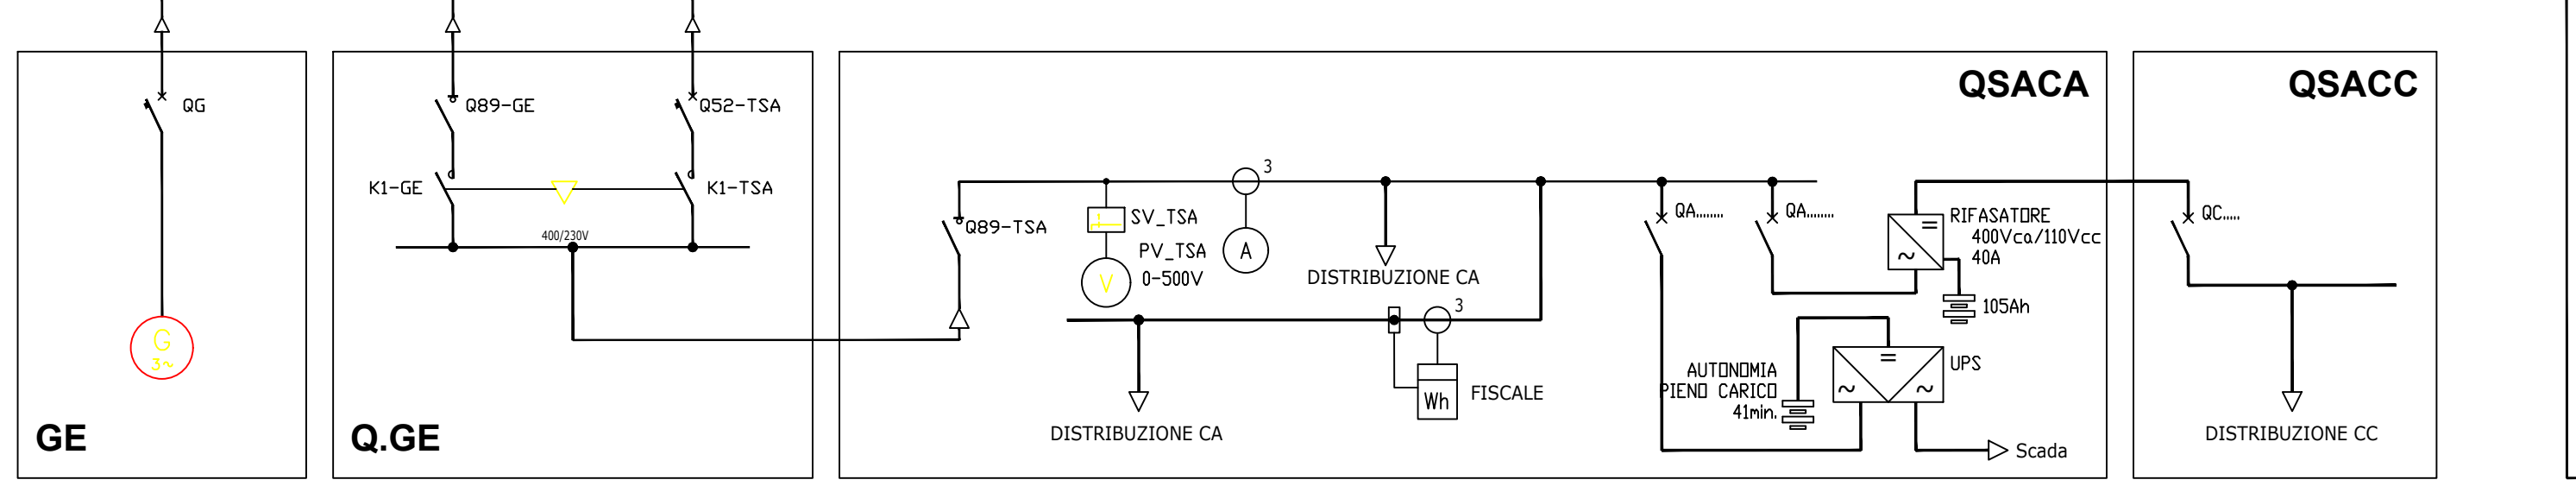 QG
G
3~
GE
Q89-GE
Q52-TSA
K1-GE
K1-TSA
400/230V
Q.GE
QSACA
Q89-TSA
SV_TSA
PV_TSA
0-500V
V
3
A
DISTRIBUZIONE CA
3
Wh
FISCALE
DISTRIBUZIONE CA
QA........
QA........
RIFASATORE
400Vca/110Vcc
40A
105Ah
AUTONOMIA
PIENO CARICO
41min.
UPS
Scada
QSACC
QC.....
DISTRIBUZIONE CC